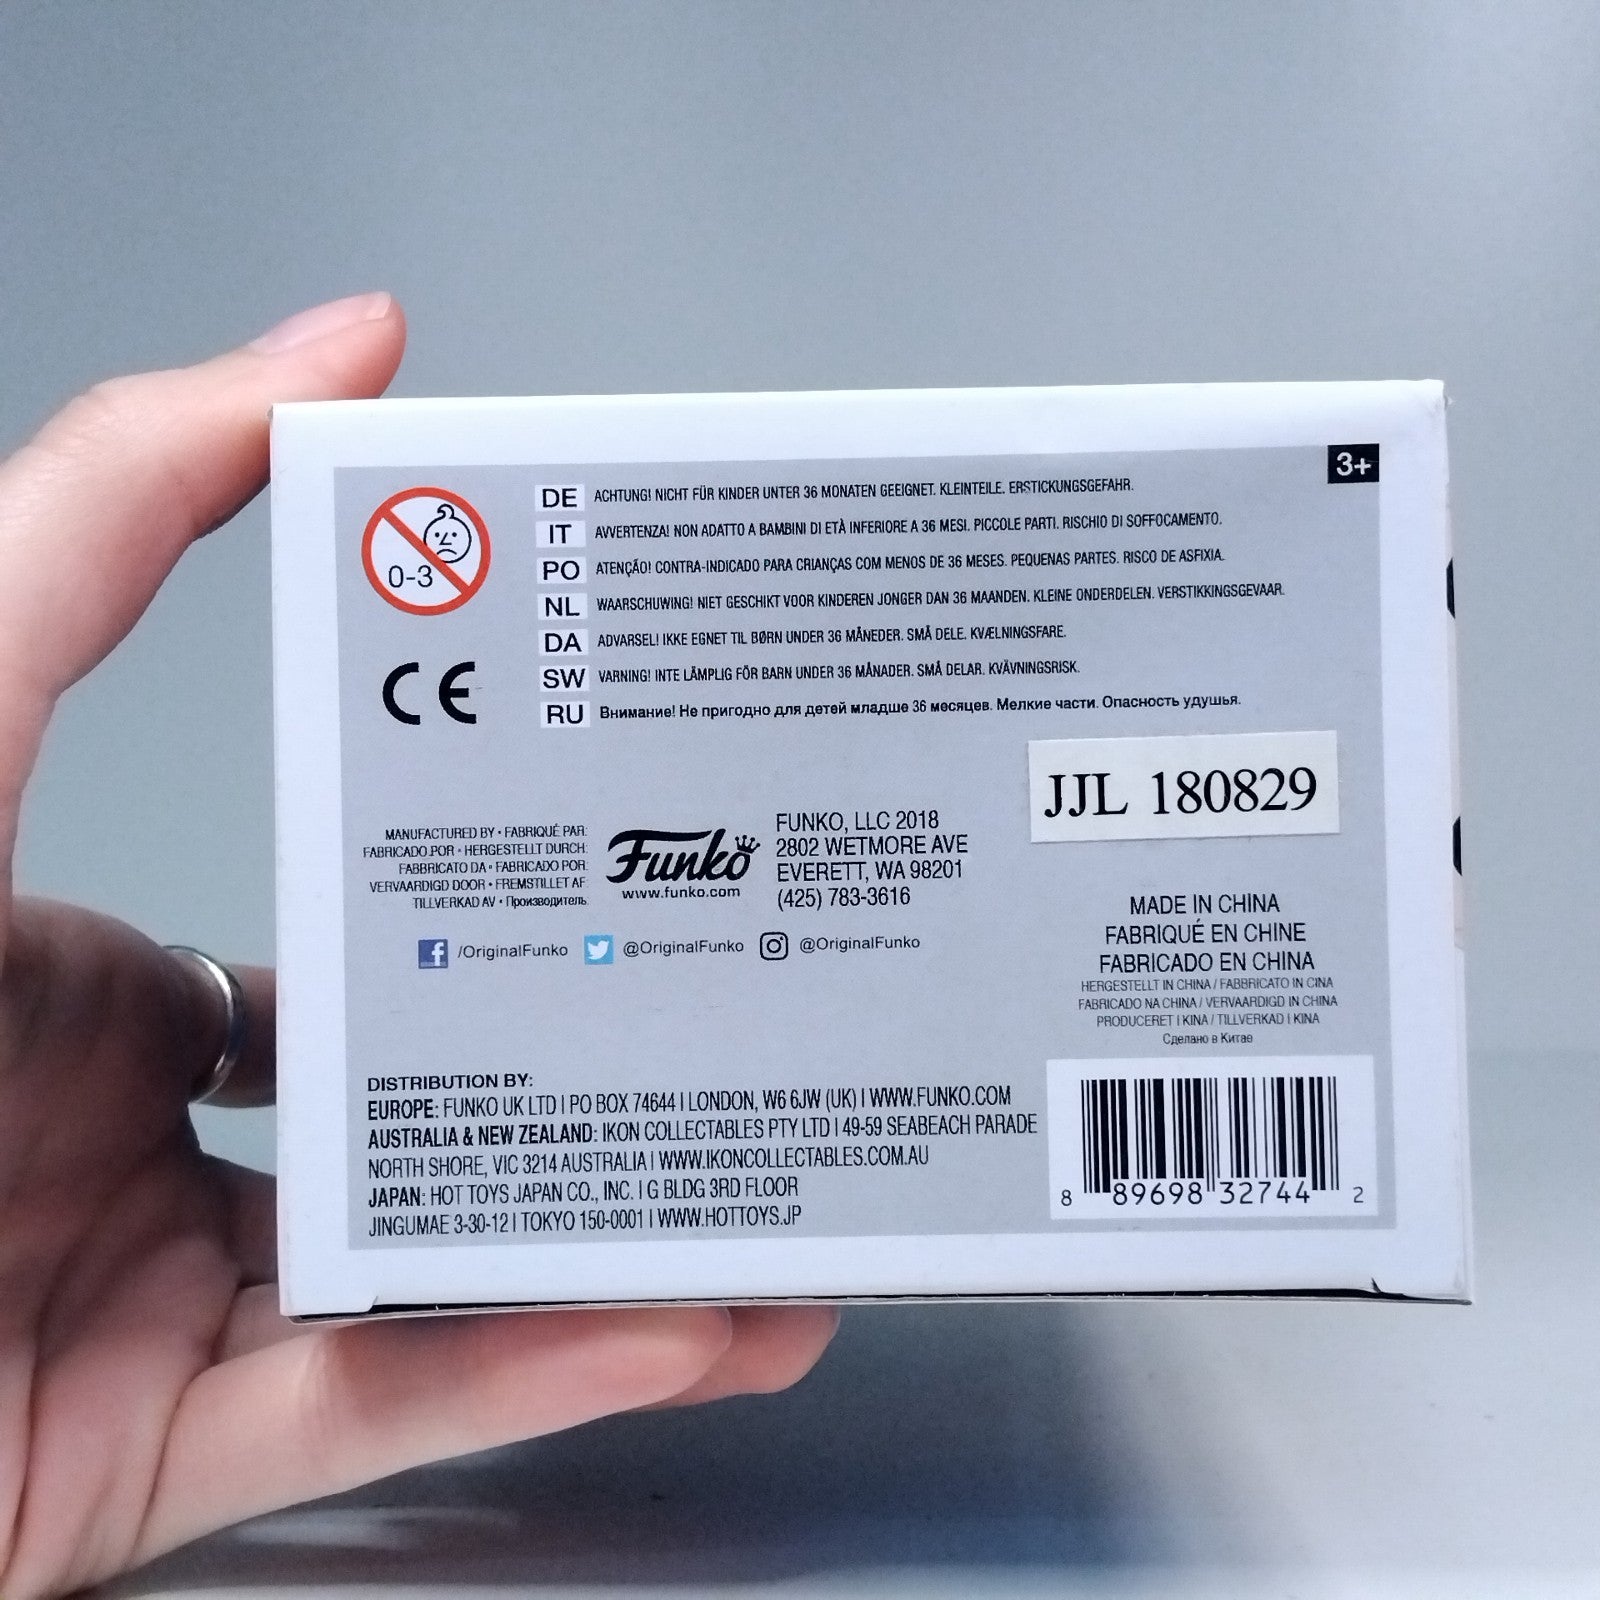 3+
0-3
DE ACHTUNG! NICHT FÜR KINDER UNTER 36 MONATEN GEEIGNET. KLEINTEILE. ERSTICKUNGSGEFAHR.
IT AVVERTENZA! NON ADATTO A BAMBINI DI ETÀ INFERIORE A 36 MESI. PICCOLE PARTI. RISCHIO DI SOFFOCAMENTO.
PO ATENÇÃO! CONTRA-INDICADO PARA CRIANÇAS COM MENOS DE 36 MESES. PEQUENAS PARTES. RISCO DE ASFIXIA.
NL WAARSCHUWING! NIET GESCHIKT VOOR KINDEREN JONGER DAN 36 MAANDEN. KLEINE ONDERDELEN. VERSTIKKINGSGEVAAR.
DA ADVARSEL! IKKE EGNET TIL BØRN UNDER 36 MÅNEDER. SMÅ DELE. KVÆLNINGSFARE.
SW VARNING! INTE LÄMPLIG FÖR BARN UNDER 36 MÅNADER. SMÅ DELAR. KVÄVNINGSRISK.
RU Внимание! Не пригодно для детей младше 36 месяцев. Мелкие части. Опасность удушья.
CE
JJL 180829
MANUFACTURED BY • FABRIQUÉ PAR:
FABRICADO POR • HERGESTELLT DURCH:
FABBRICATO DA • FABRICADO POR:
VERVAARDIGD DOOR • FREMSTILLET AF:
TILLVERKAD AV • Производитель:
Funko
www.funko.com
FUNKO, LLC 2018
2802 WETMORE AVE
EVERETT, WA 98201
(425) 783-3616
/OriginalFunko @OriginalFunko @OriginalFunko
MADE IN CHINA
FABRIQUÉ EN CHINE
FABRICADO EN CHINA
HERGESTELLT IN CHINA / FABBRICATO IN CINA
FABRICADO NA CHINA / VERVAARDIGD IN CHINA
PRODUCERET I KINA / TILLVERKAD I KINA
Сделано в Китае
DISTRIBUTION BY:
EUROPE: FUNKO UK LTD | PO BOX 74644 | LONDON, W6 6JW (UK) | WWW.FUNKO.COM
AUSTRALIA & NEW ZEALAND: IKON COLLECTABLES PTY LTD | 49-59 SEABEACH PARADE
NORTH SHORE, VIC 3214 AUSTRALIA | WWW.IKONCOLLECTABLES.COM.AU
JAPAN: HOT TOYS JAPAN CO., INC. | G BLDG 3RD FLOOR
JINGUMAE 3-30-12 | TOKYO 150-0001 | WWW.HOTTOYS.JP
8 89698 32744 2